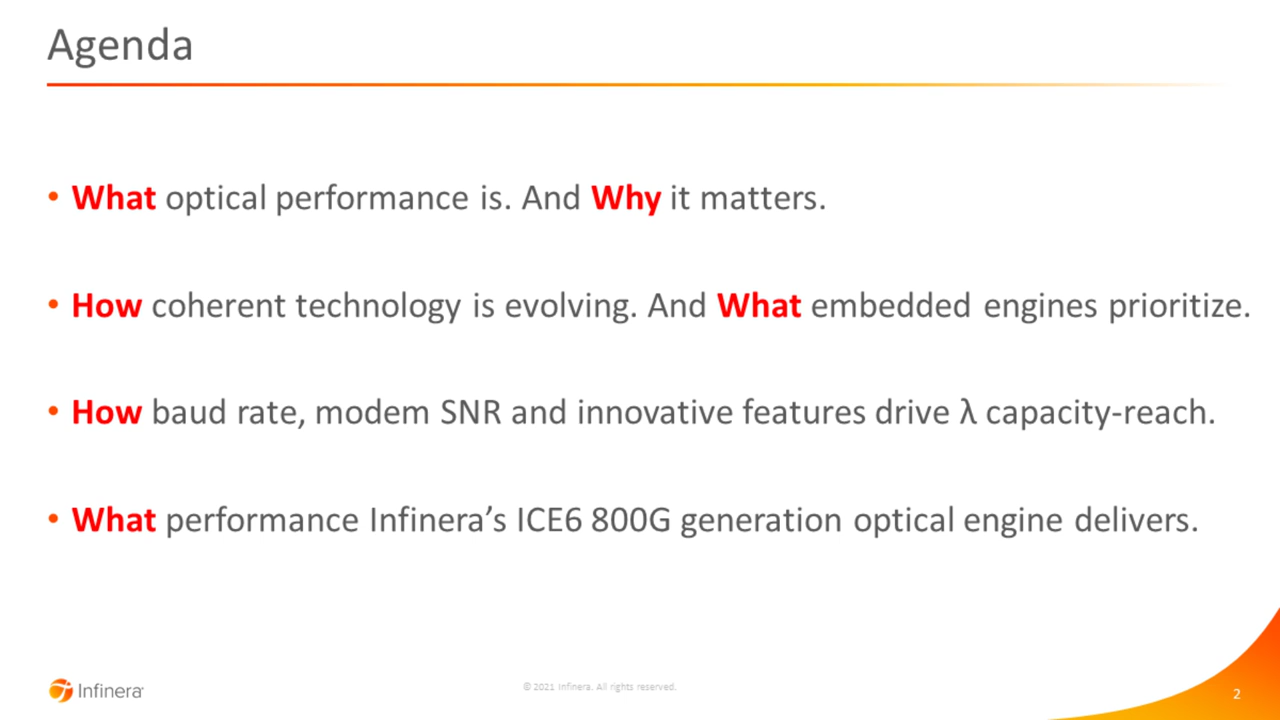 Agenda
• What optical performance is. And Why it matters.
• How coherent technology is evolving. And What embedded engines prioritize.
• How baud rate, modem SNR and innovative features drive λ capacity-reach.
• What performance Infinera’s ICE6 800G generation optical engine delivers.
Infinera
© 2021 Infinera. All rights reserved.
2